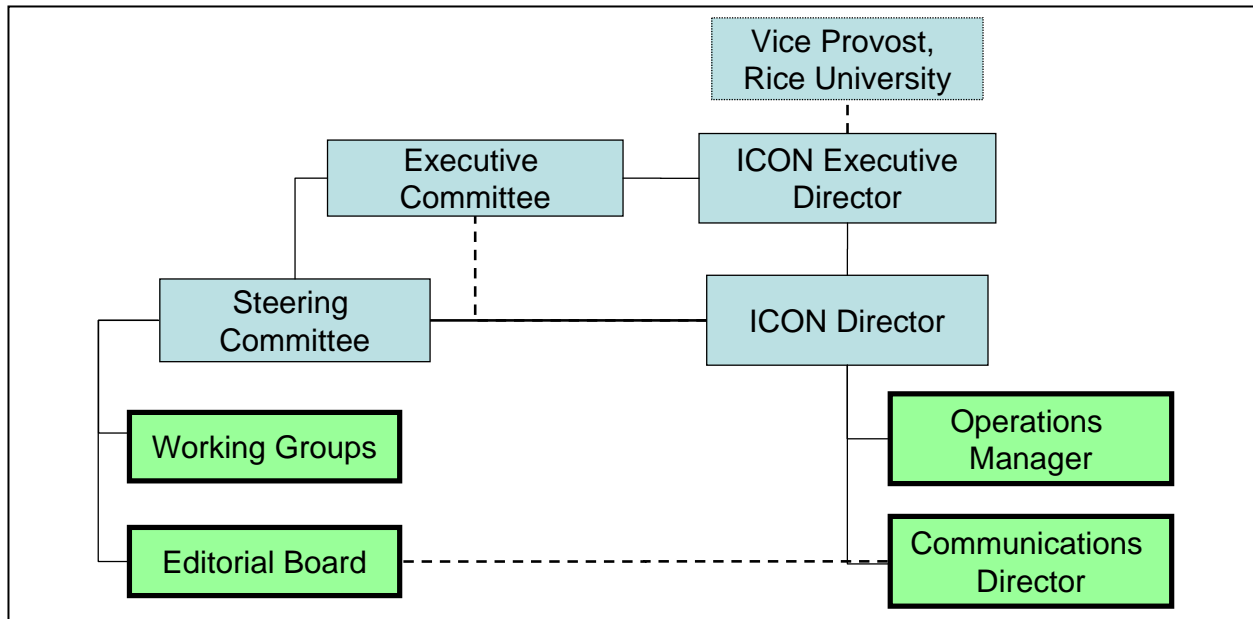 Vice Provost,
Rice University
Executive
Committee
ICON Executive
Director
Steering
Committee
ICON Director
Working Groups
Operations
Manager
Editorial Board
Communications
Director